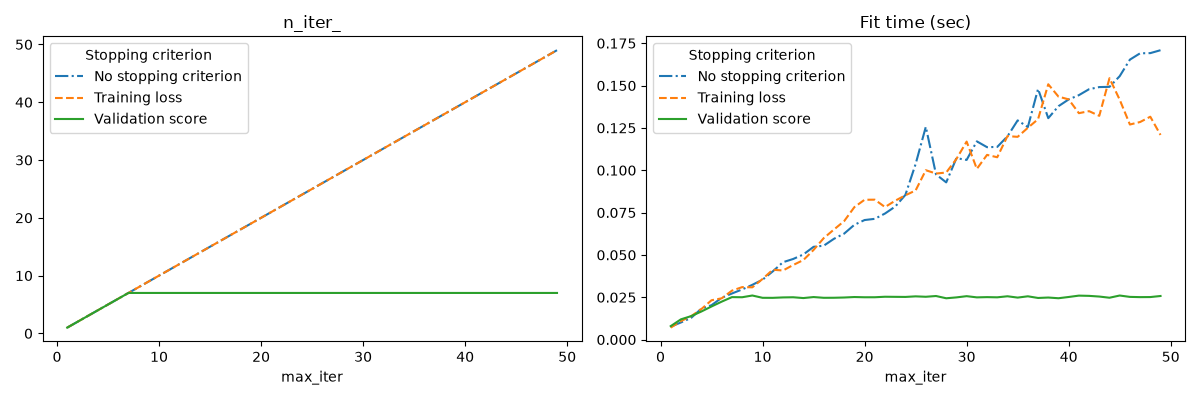 n_iter_
Stopping criterion
No stopping criterion
Training loss
Validation score
50
40
30
20
10
0
0 10 20 30 40 50
max_iter
Fit time (sec)
Stopping criterion
No stopping criterion
Training loss
Validation score
0.175
0.150
0.125
0.100
0.075
0.050
0.025
0.000
0 10 20 30 40 50
max_iter